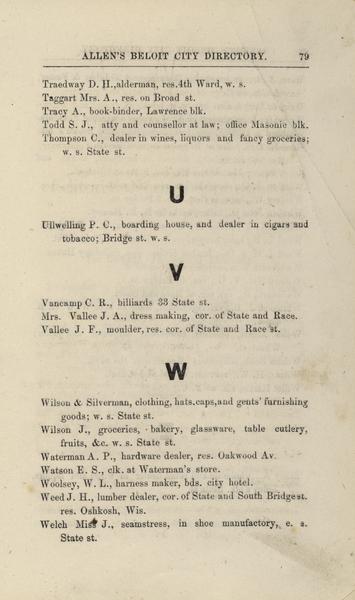 ALLEN'S BELOIT CITY DIRECTORY. 79
Traedway D. H.,alderman, res.4th Ward, w. s.
Taggart Mrs. A., res. on Broad st.
Tracy A., book-binder, Lawrence blk.
Todd S. J., atty and counsellor at law; office Masonic blk.
Thompson C., dealer in wines, liquors and fancy groceries;
w. s. State st.
U
Ullwelling P. C., boarding house, and dealer in cigars and
tobacco; Bridge st. w. s.
V
Vancamp C. R., billiards 33 State st.
Mrs. Vallee J. A., dress making, cor. of State and Race.
Vallee J. F., moulder, res. cor. of State and Race st.
W
Wilson & Silverman, clothing, hats.caps,and gents' furnishing
goods; w. s. State st.
Wilson J., groceries, bakery, glassware, table cutlery,
fruits, &c. w. s. State st.
Waterman A. P., hardware dealer, res. Oakwood Av.
Watson E. S., clk. at Waterman's store.
Woolsey, W. L., harness maker, bds. city hotel.
Weed J. H., lumber dealer, cor. of State and South Bridge st.
res. Oshkosh, Wis.
Welch Miss J., seamstress, in shoe manufactory, e. s.
State st.